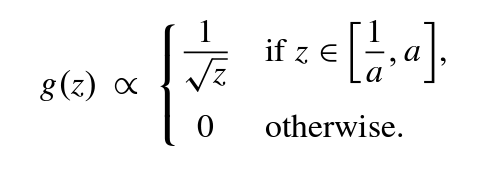 g(z) ∝ { 1/√z if z ∈ [1/a, a],
0 otherwise.